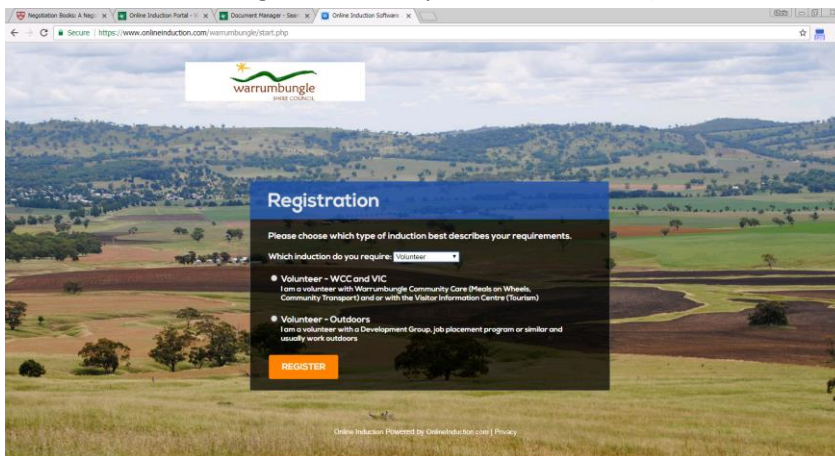 Negotiation Books: A Nego
Online Induction Portal -
Document Manager - Sear
Online Induction Software
Secure | https://www.onlineinduction.com/warrumbungle/start.php
warrumbungle
SHIRE COUNCIL
Registration
Please choose which type of induction best describes your requirements.
Which induction do you require: Volunteer
Volunteer - WCC and VIC
I am a volunteer with Warrumbungle Community Care (Meals on Wheels,
Community Transport) and or with the Visitor Information Centre (Tourism)
Volunteer - Outdoors
I am a volunteer with a Development Group, job placement program or similar and
usually work outdoors
REGISTER
Online Induction Powered by OnlineInduction.com | Privacy